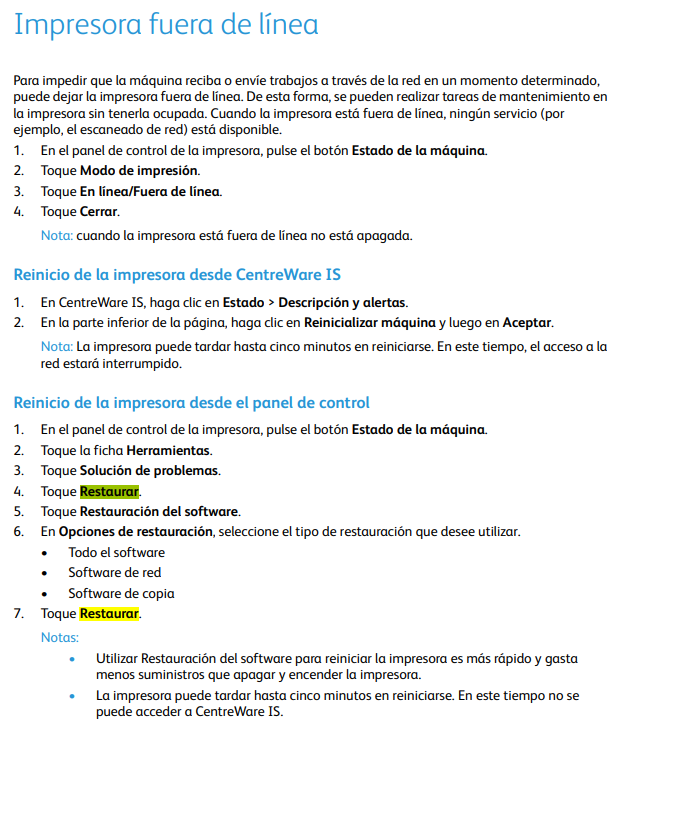 Impresora fuera de línea
Para impedir que la máquina reciba o envíe trabajos a través de la red en un momento determinado,
puede dejar la impresora fuera de línea. De esta forma, se pueden realizar tareas de mantenimiento en
la impresora sin tenerla ocupada. Cuando la impresora está fuera de línea, ningún servicio (por
ejemplo, el escaneado de red) está disponible.
1. En el panel de control de la impresora, pulse el botón Estado de la máquina.
2. Toque Modo de impresión.
3. Toque En línea/Fuera de línea.
4. Toque Cerrar.
Nota: cuando la impresora está fuera de línea no está apagada.
Reinicio de la impresora desde CentreWare IS
1. En CentreWare IS, haga clic en Estado > Descripción y alertas.
2. En la parte inferior de la página, haga clic en Reinicializar máquina y luego en Aceptar.
Nota: La impresora puede tardar hasta cinco minutos en reiniciarse. En este tiempo, el acceso a la
red estará interrumpido.
Reinicio de la impresora desde el panel de control
1. En el panel de control de la impresora, pulse el botón Estado de la máquina.
2. Toque la ficha Herramientas.
3. Toque Solución de problemas.
4. Toque Restaurar.
5. Toque Restauración del software.
6. En Opciones de restauración, seleccione el tipo de restauración que desee utilizar.
• Todo el software
• Software de red
• Software de copia
7. Toque Restaurar.
Notas:
• Utilizar Restauración del software para reiniciar la impresora es más rápido y gasta
menos suministros que apagar y encender la impresora.
• La impresora puede tardar hasta cinco minutos en reiniciarse. En este tiempo no se
puede acceder a CentreWare IS.